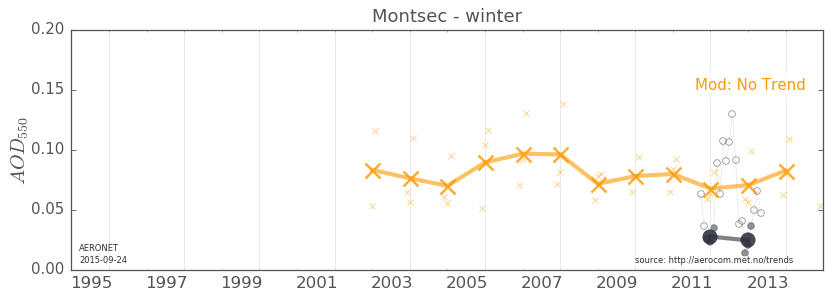 Montsec - winter
0.20
0.15
0.10
0.05
0.00
AOD550
Mod: No Trend
AERONET
2015-09-24
source: http://aerocom.met.no/trends
1995 1997 1999 2001 2003 2005 2007 2009 2011 2013